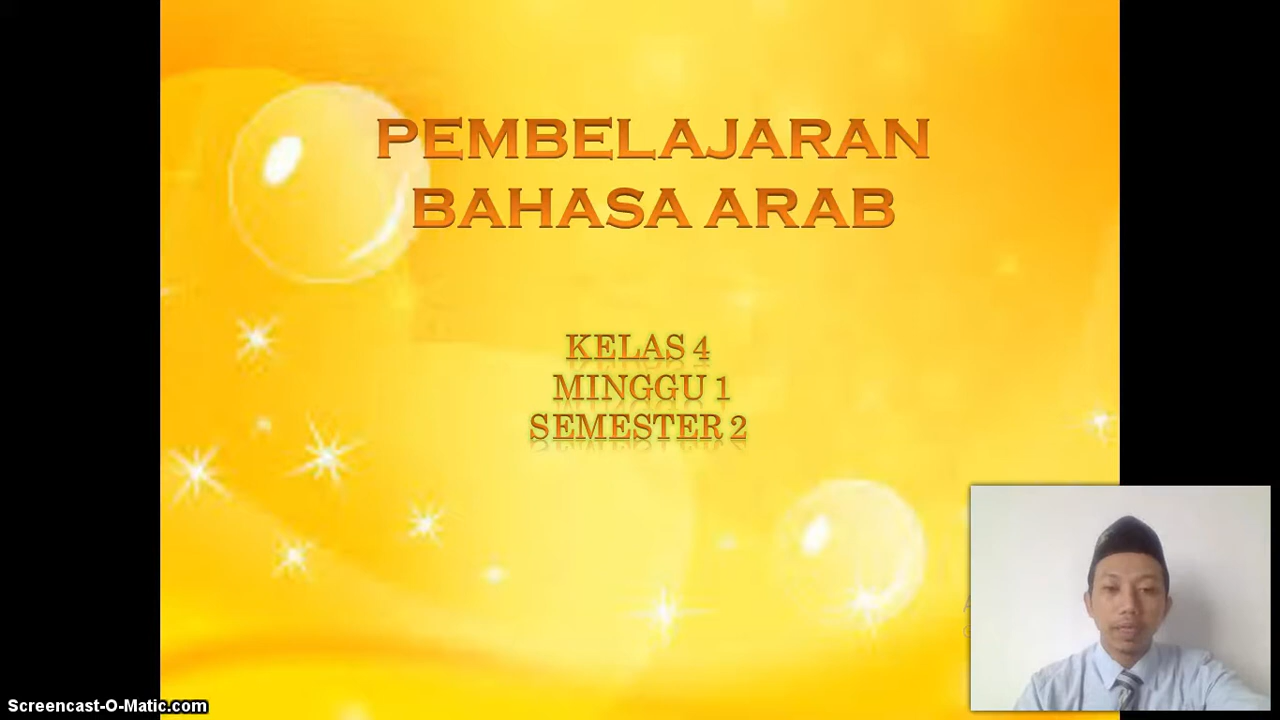 PEMBELAJARAN
BAHASA ARAB
KELAS 4
MINGGU 1
SEMESTER 2
Screencast-O-Matic.com